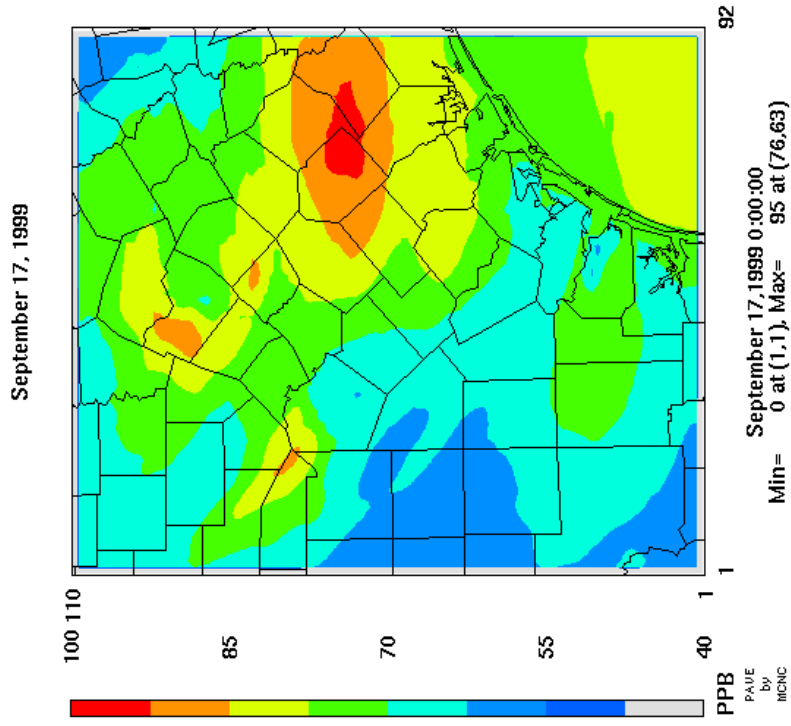 September 17, 1999
100 110
85
70
55
40
1
1
92
PPB
PAVE
by
MCNC
September 17,1999 0:00:00
Min= 0 at (1,1), Max= 95 at (76,63)